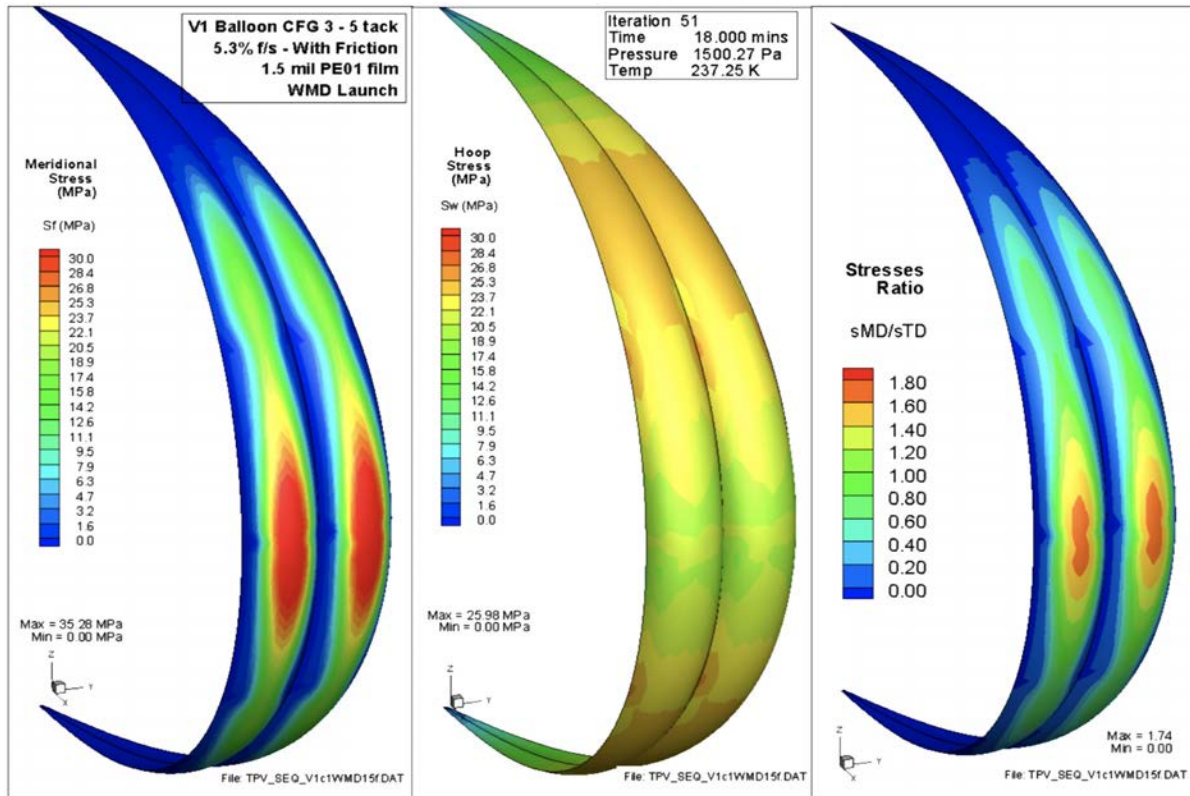 V1 Balloon CFG 3 - 5 tack
5.3% f/s - With Friction
1.5 mil PE01 film
WMD Launch
Meridional
Stress
(MPa)
Sf (MPa)
30.0
28.4
26.8
25.3
23.7
22.1
20.5
18.9
17.4
15.8
14.2
12.6
11.1
9.5
7.9
6.3
4.7
3.2
1.6
0.0
Max = 35.28 MPa
Min = 0.00 MPa
Z
Y
X
File: TPV_SEQ_V1c1WMD15f.DAT
Iteration 51
Time 18.000 mins
Pressure 1500.27 Pa
Temp 237.25 K
Hoop
Stress
(MPa)
Sw (MPa)
30.0
28.4
26.8
25.3
23.7
22.1
20.5
18.9
17.4
15.8
14.2
12.6
11.1
9.5
7.9
6.3
4.7
3.2
1.6
0.0
Max = 25.98 MPa
Min = 0.00 MPa
Z
Y
File: TPV_SEQ_V1c1WMD15f.DAT
Stresses
Ratio
sMD/sTD
1.80
1.60
1.40
1.20
1.00
0.80
0.60
0.40
0.20
0.00
Max = 1.74
Min = 0.00
Z
Y
X
File: TPV_SEQ_V1c1WMD15f.DAT